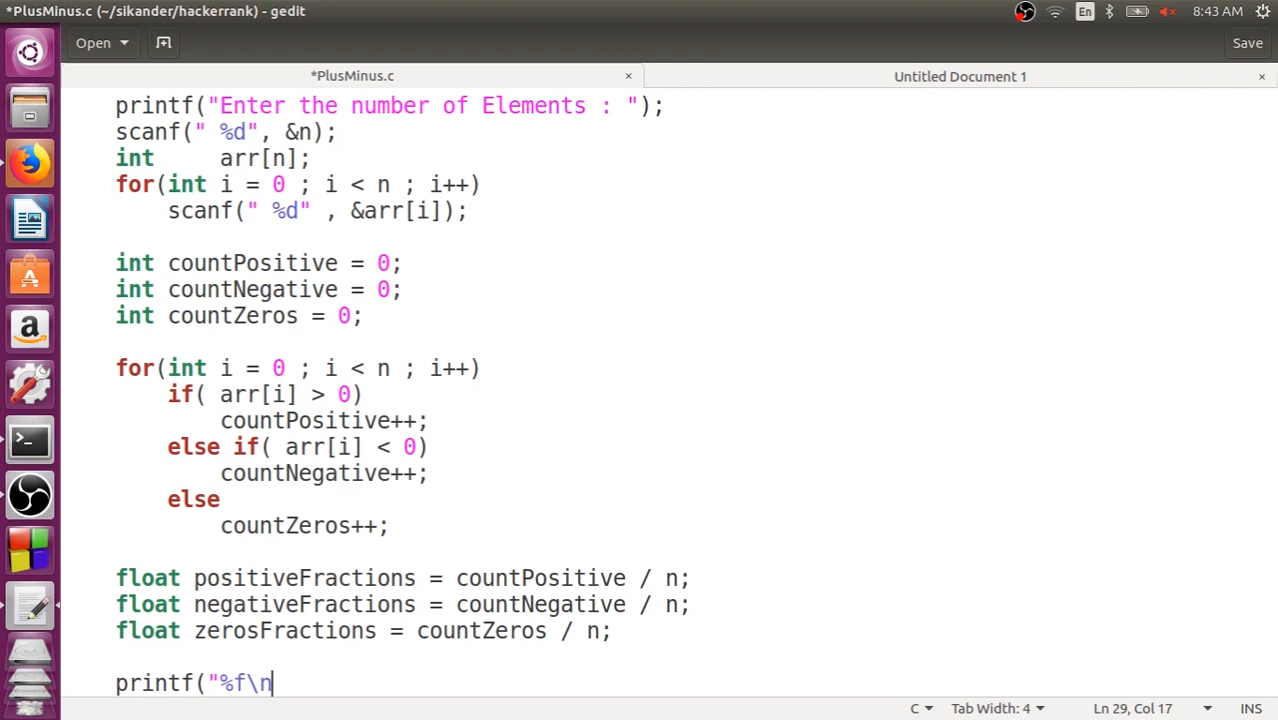 *PlusMinus.c (~/sikander/hackerrank) - gedit
En
8:43 AM
Open
Save
*PlusMinus.c ×
Untitled Document 1 ×
printf("Enter the number of Elements : ");
scanf(" %d", &n);
int     arr[n];
for(int i = 0 ; i < n ; i++)
    scanf(" %d" , &arr[i]);
int countPositive = 0;
int countNegative = 0;
int countZeros = 0;
for(int i = 0 ; i < n ; i++)
    if( arr[i] > 0)
        countPositive++;
    else if( arr[i] < 0)
        countNegative++;
    else
        countZeros++;
float positiveFractions = countPositive / n;
float negativeFractions = countNegative / n;
float zerosFractions = countZeros / n;
printf("%f\n
C
Tab Width: 4
Ln 29, Col 17
INS